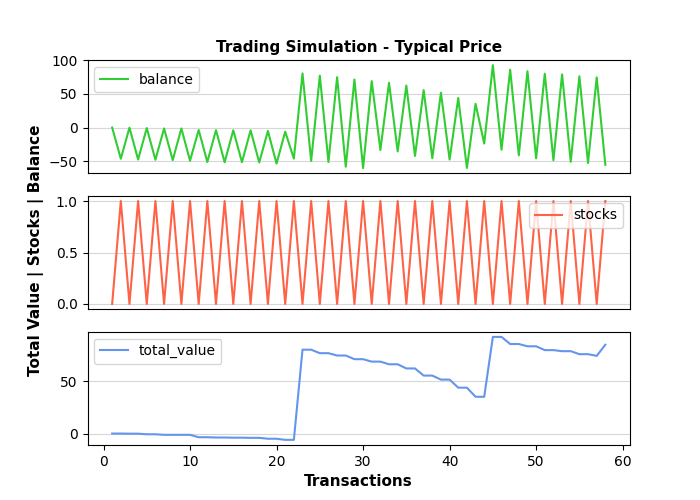 Trading Simulation - Typical Price
Total Value | Stocks | Balance
100
50
0
−50
balance
1.0
0.5
0.0
stocks
50
0
total_value
0 10 20 30 40 50 60
Transactions